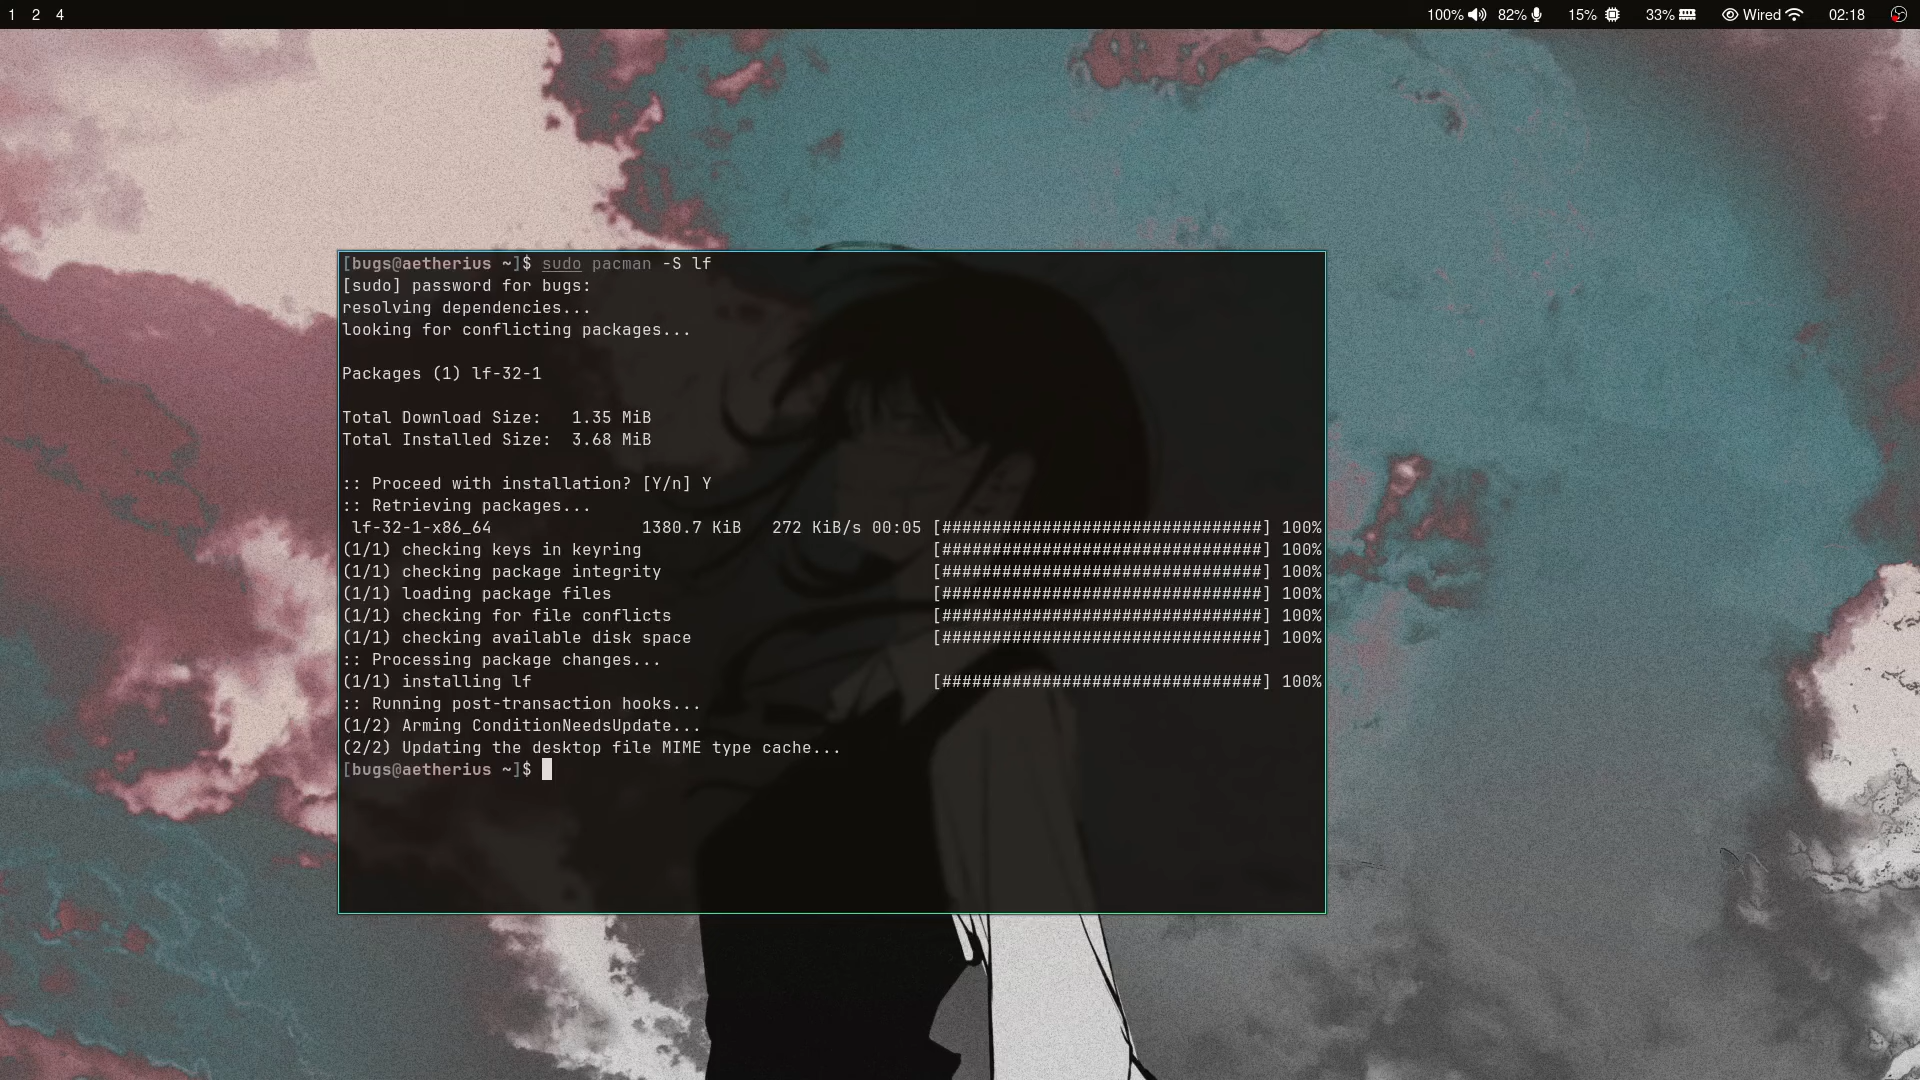 1 2 4 100% 82% 15% 33% Wired 02:18
[bugs@aetherius ~]$ sudo pacman -S lf
[sudo] password for bugs:
resolving dependencies...
looking for conflicting packages...
Packages (1) lf-32-1
Total Download Size:   1.35 MiB
Total Installed Size:  3.68 MiB
:: Proceed with installation? [Y/n] Y
:: Retrieving packages...
 lf-32-1-x86_64               1380.7 KiB   272 KiB/s 00:05 [################################] 100%
(1/1) checking keys in keyring                             [################################] 100%
(1/1) checking package integrity                           [################################] 100%
(1/1) loading package files                                [################################] 100%
(1/1) checking for file conflicts                          [################################] 100%
(1/1) checking available disk space                        [################################] 100%
:: Processing package changes...
(1/1) installing lf                                        [################################] 100%
:: Running post-transaction hooks...
(1/2) Arming ConditionNeedsUpdate...
(2/2) Updating the desktop file MIME type cache...
[bugs@aetherius ~]$